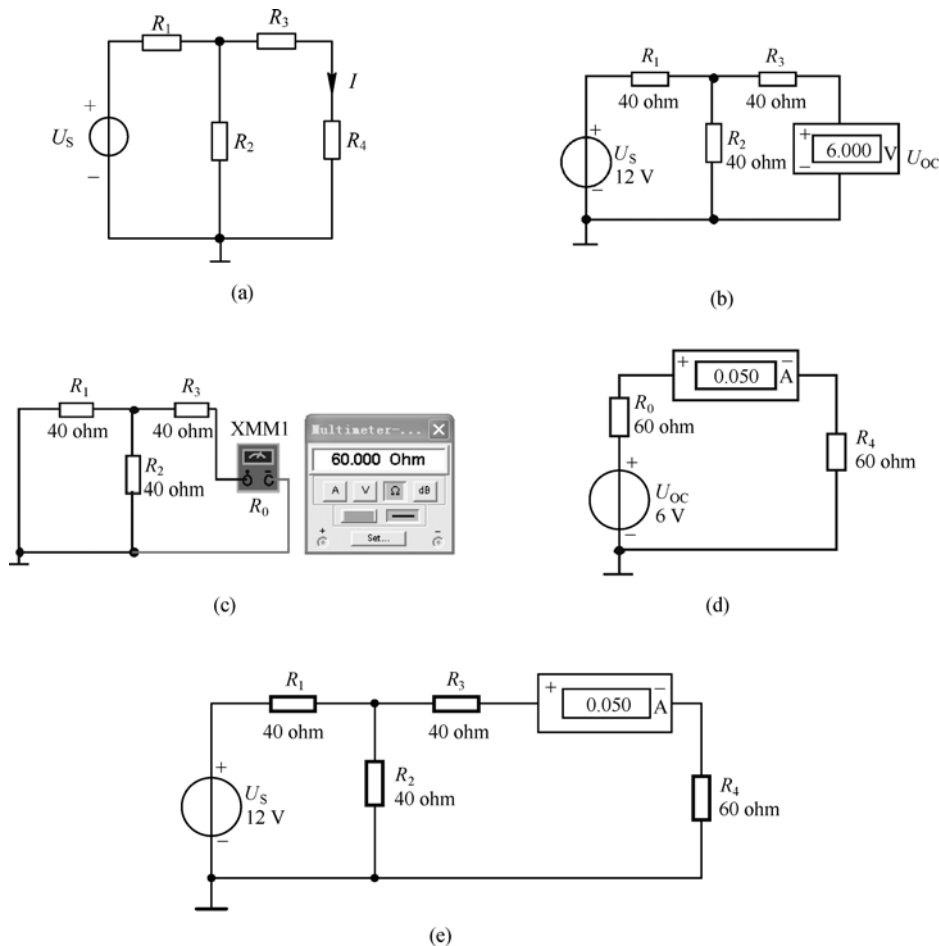 R1
R3
I
+
US
−
R2
R4
(a)
R1
40 ohm
R3
40 ohm
+
US
12 V
−
R2
40 ohm
+
−
6.000
V
UOC
(b)
R1
40 ohm
R3
40 ohm
R2
40 ohm
XMM1
R0
Multimeter-...
60.000 Ohm
A V Ω dB
+
Set...
−
(c)
+
0.050
−
A
R0
60 ohm
+
UOC
6 V
−
R4
60 ohm
(d)
R1
40 ohm
R3
40 ohm
+
0.050
−
A
+
US
12 V
−
R2
40 ohm
R4
60 ohm
(e)